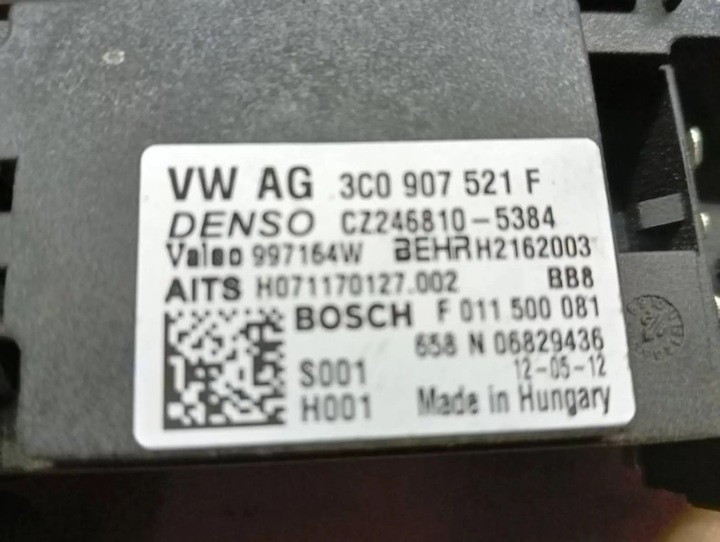 VW AG 3C0 907 521 F
DENSO CZ246810-5384
Valeo 997164W BEHR H2162003
AITS H071170127.002 BB8
BOSCH F 011 500 081
658 N 06829436
S001 12-05-12
H001 Made in Hungary